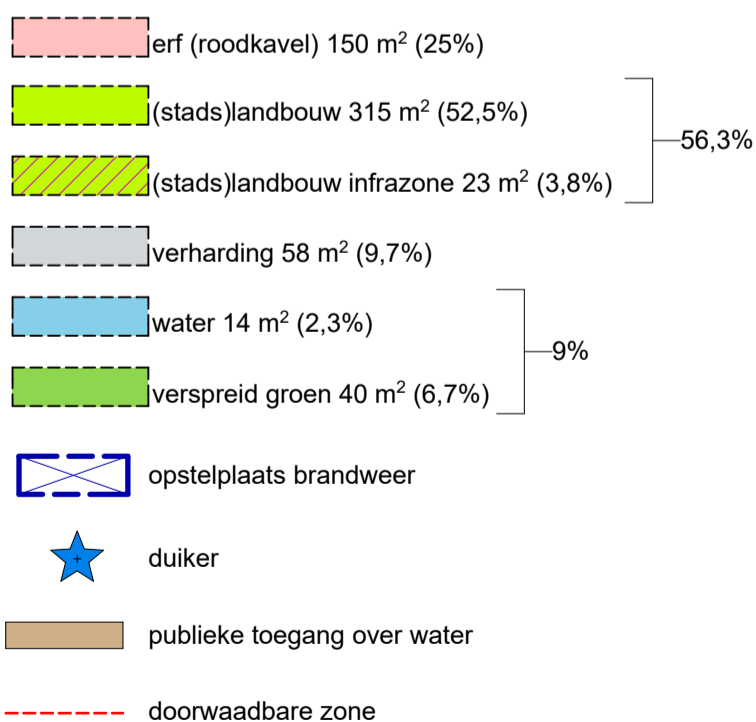 erf (roodkavel) 150 m² (25%)
(stads)landbouw 315 m² (52,5%)
56,3%
(stads)landbouw infrazone 23 m² (3,8%)
verharding 58 m² (9,7%)
water 14 m² (2,3%)
9%
verspreid groen 40 m² (6,7%)
opstelplaats brandweer
duiker
publieke toegang over water
doorwaadbare zone